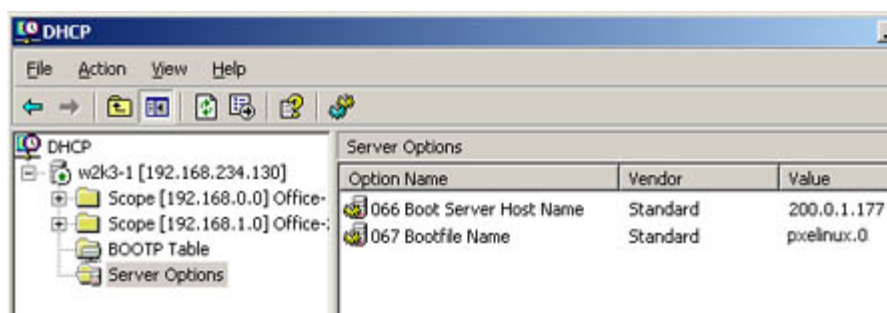 DHCP
File Action View Help
DHCP
w2k3-1 [192.168.234.130]
Scope [192.168.0.0] Office-
Scope [192.168.1.0] Office-
BOOTP Table
Server Options
Server Options
Option Name Vendor Value
066 Boot Server Host Name Standard 200.0.1.177
067 Bootfile Name Standard pxelinux.0